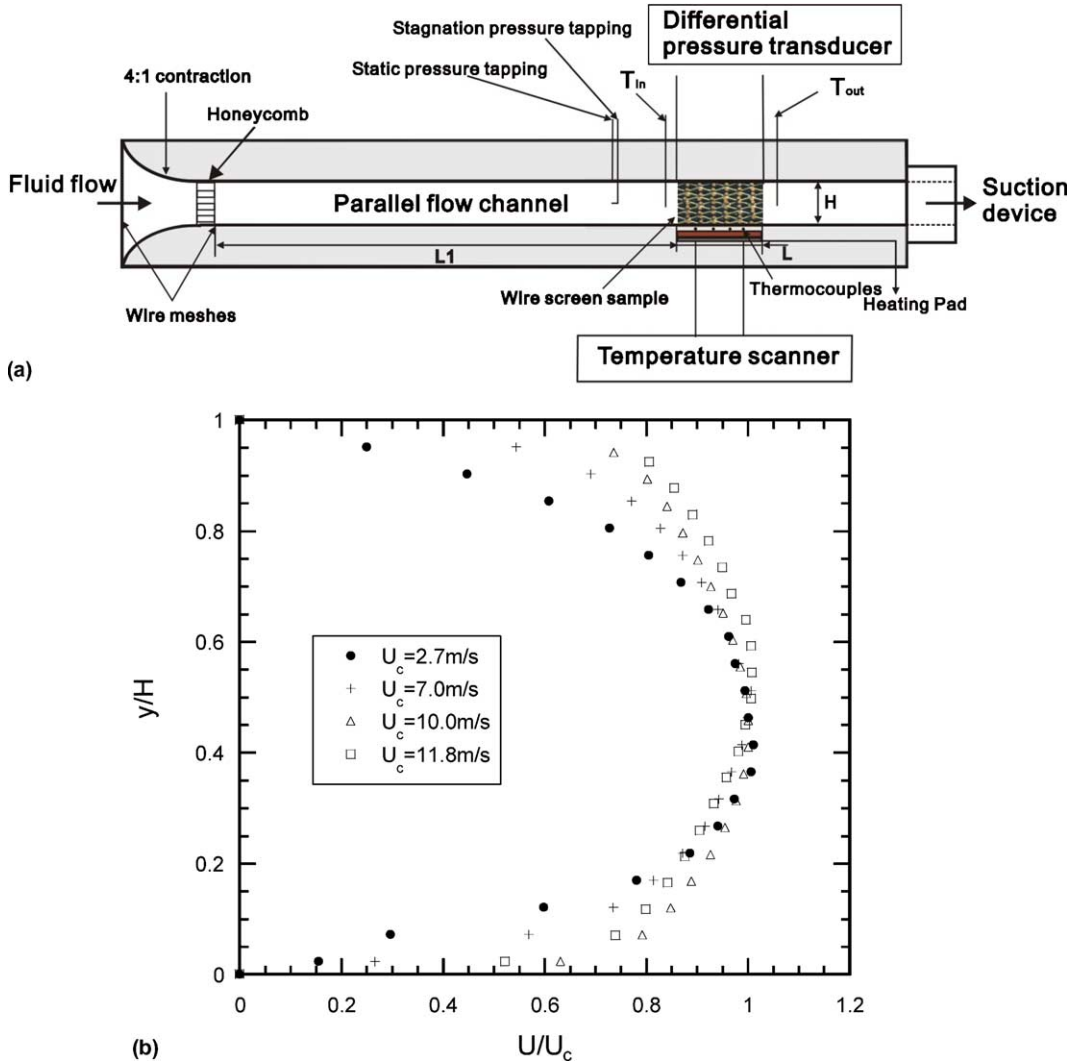 Stagnation pressure tapping
Differential
pressure transducer
Static pressure tapping
4:1 contraction
Honeycomb
T_in
T_out
Fluid flow
Parallel flow channel
H
Suction
device
L1
L
Wire meshes
Wire screen sample
Thermocouples
Heating Pad
Temperature scanner
(a)
1
0.8
0.6
0.4
0.2
0
y/H
U_c=2.7m/s
U_c=7.0m/s
U_c=10.0m/s
U_c=11.8m/s
0 0.2 0.4 0.6 0.8 1 1.2
U/U_c
(b)